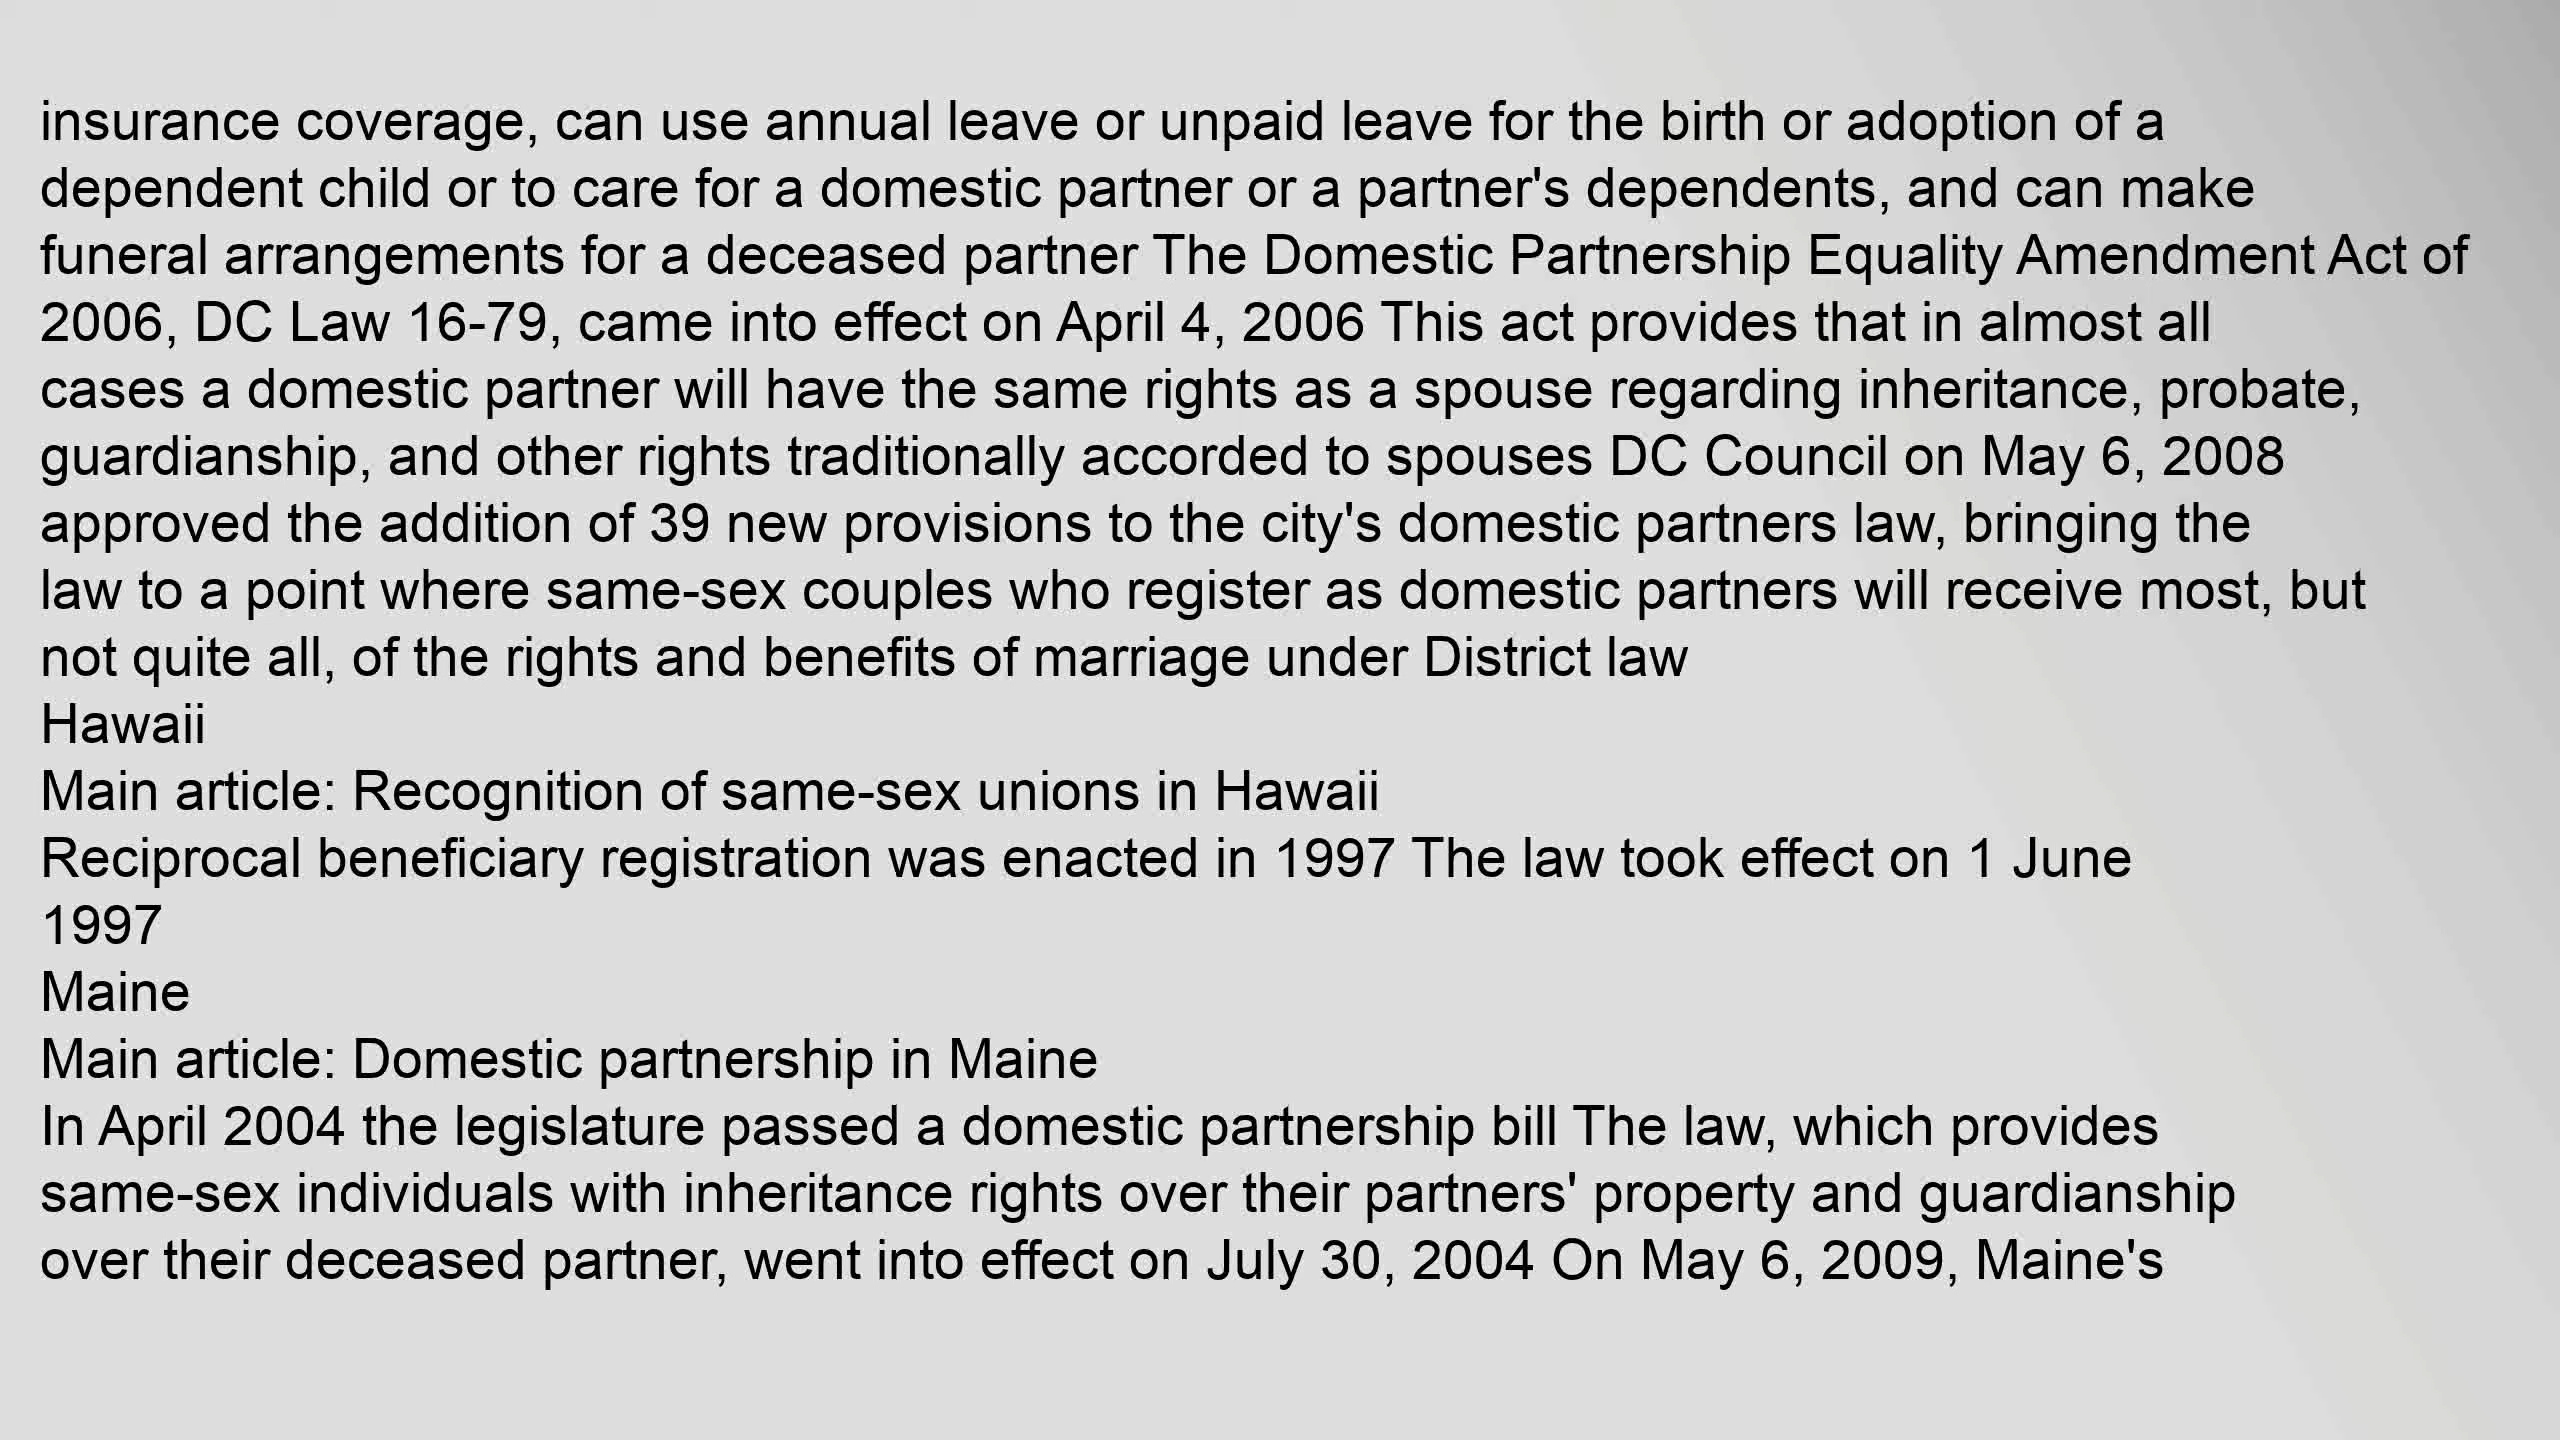 insurance coverage, can use annual leave or unpaid leave for the birth or adoption of a
dependent child or to care for a domestic partner or a partner's dependents, and can make
funeral arrangements for a deceased partner The Domestic Partnership Equality Amendment Act of
2006, DC Law 16-79, came into effect on April 4, 2006 This act provides that in almost all
cases a domestic partner will have the same rights as a spouse regarding inheritance, probate,
guardianship, and other rights traditionally accorded to spouses DC Council on May 6, 2008
approved the addition of 39 new provisions to the city's domestic partners law, bringing the
law to a point where same-sex couples who register as domestic partners will receive most, but
not quite all, of the rights and benefits of marriage under District law
Hawaii
Main article: Recognition of same-sex unions in Hawaii
Reciprocal beneficiary registration was enacted in 1997 The law took effect on 1 June
1997
Maine
Main article: Domestic partnership in Maine
In April 2004 the legislature passed a domestic partnership bill The law, which provides
same-sex individuals with inheritance rights over their partners' property and guardianship
over their deceased partner, went into effect on July 30, 2004 On May 6, 2009, Maine's